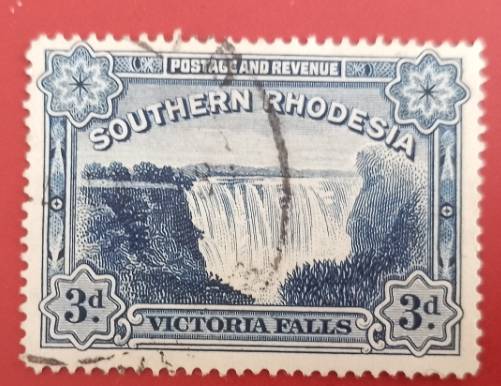 POSTAGE AND REVENUE
SOUTHERN RHODESIA
3d. 3d.
VICTORIA FALLS